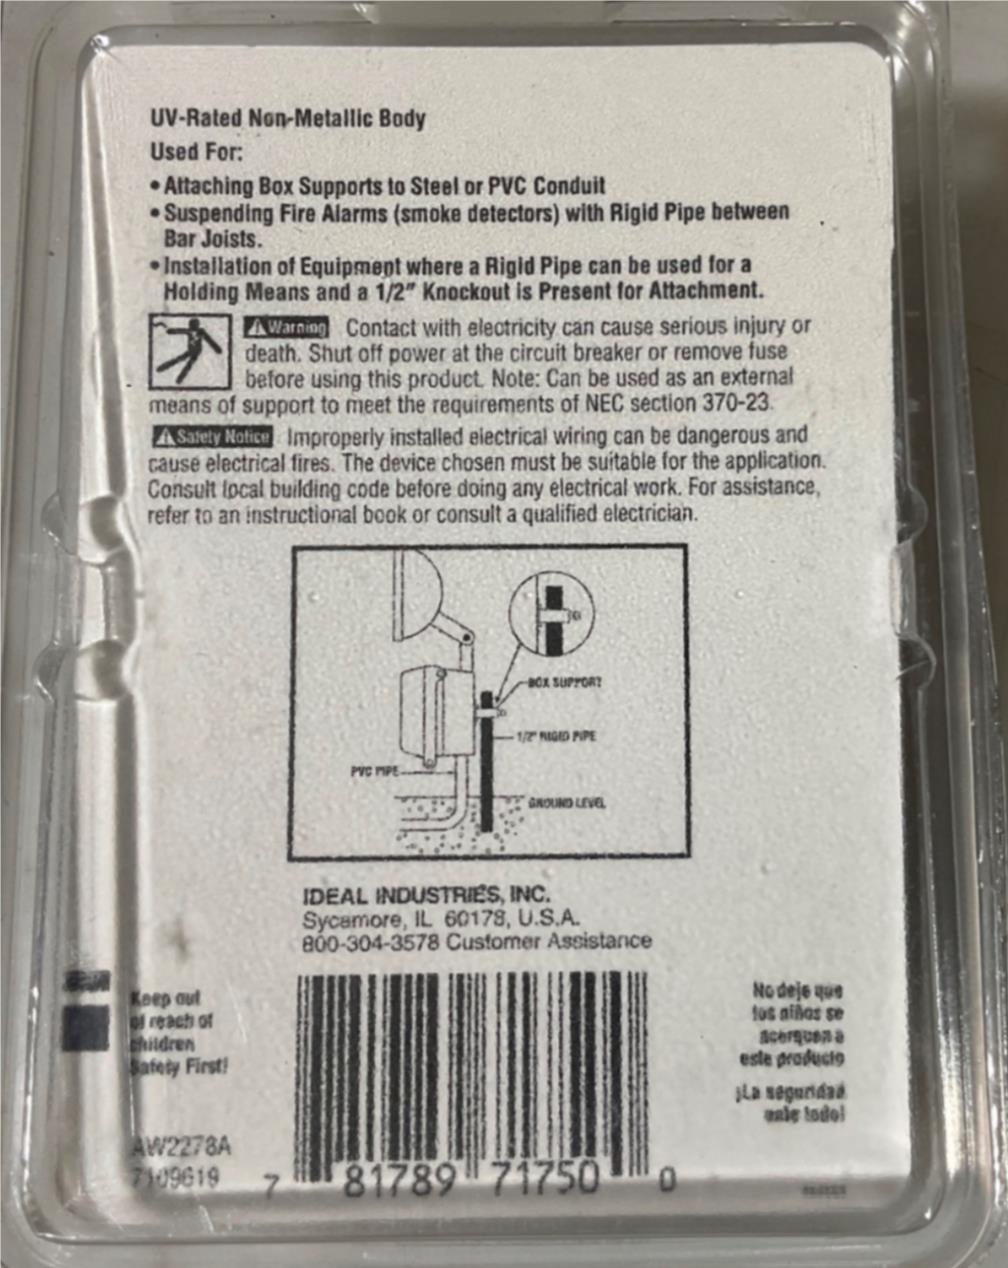 UV-Rated Non-Metallic Body
Used For:
• Attaching Box Supports to Steel or PVC Conduit
• Suspending Fire Alarms (smoke detectors) with Rigid Pipe between
Bar Joists.
• Installation of Equipment where a Rigid Pipe can be used for a
Holding Means and a 1/2" Knockout is Present for Attachment.
Warning Contact with electricity can cause serious injury or
death. Shut off power at the circuit breaker or remove fuse
before using this product. Note: Can be used as an external
means of support to meet the requirements of NEC section 370-23.
Safety Notice Improperly installed electrical wiring can be dangerous and
cause electrical fires. The device chosen must be suitable for the application.
Consult local building code before doing any electrical work. For assistance,
refer to an instructional book or consult a qualified electrician.
BOX SUPPORT
1/2" RIGID PIPE
PVC PIPE
GROUND LEVEL
IDEAL INDUSTRIES, INC.
Sycamore, IL 60178, U.S.A.
800-304-3578 Customer Assistance
Keep out
of reach of
children
Safety First!
No deje que
los niños se
acerquen a
este producto
¡La seguridad
ante todo!
AW2278A
7109619
7 81789 71750 0